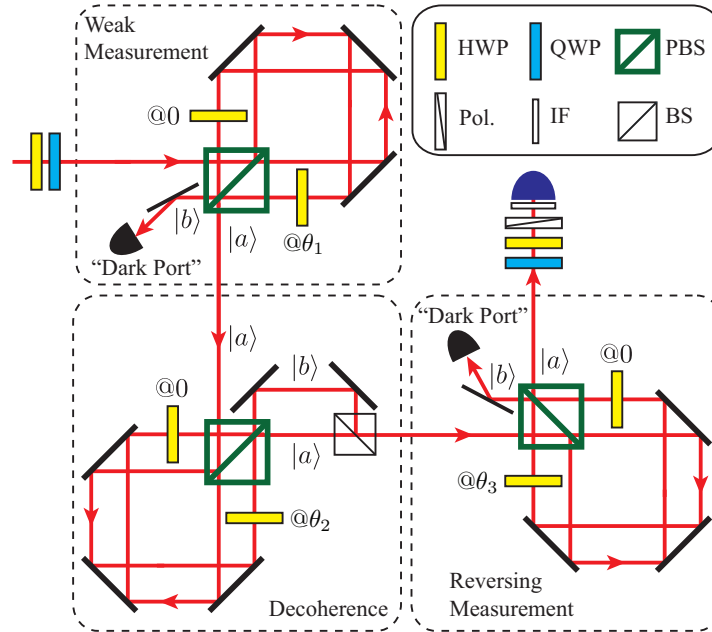 Weak
Measurement
@0
|b⟩
|a⟩
@θ₁
“Dark Port”
HWP
QWP
PBS
Pol.
IF
BS
|a⟩
@0
|b⟩
|a⟩
@θ₂
Decoherence
“Dark Port”
|a⟩
@0
|b⟩
@θ₃
Reversing
Measurement